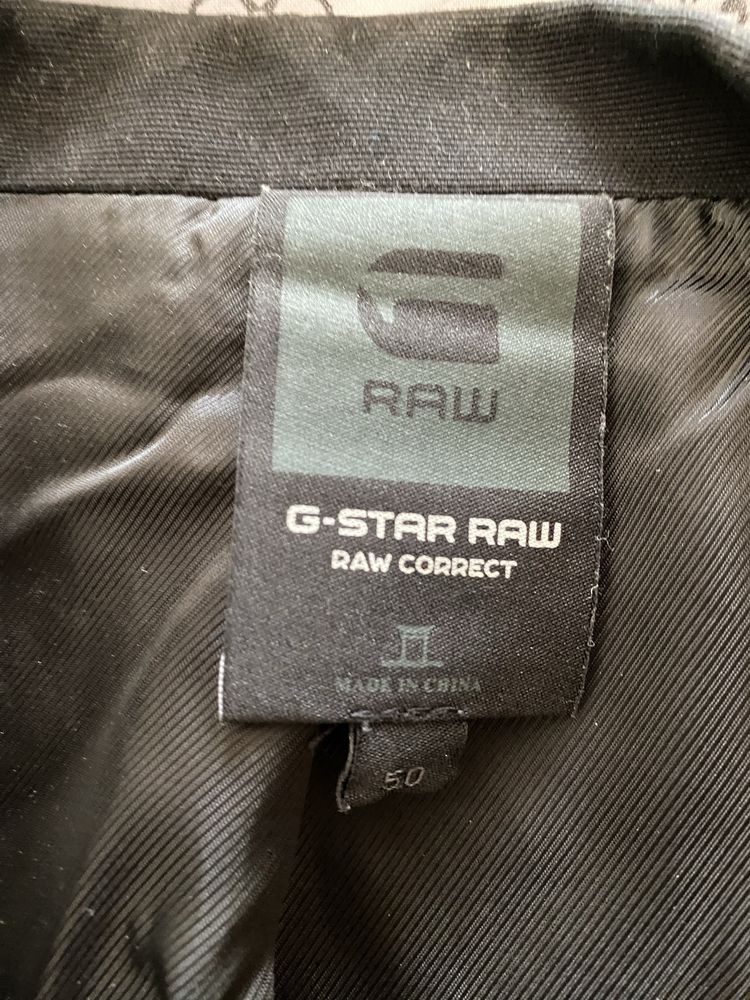 RAW
G-STAR RAW
RAW CORRECT
MADE IN CHINA
50